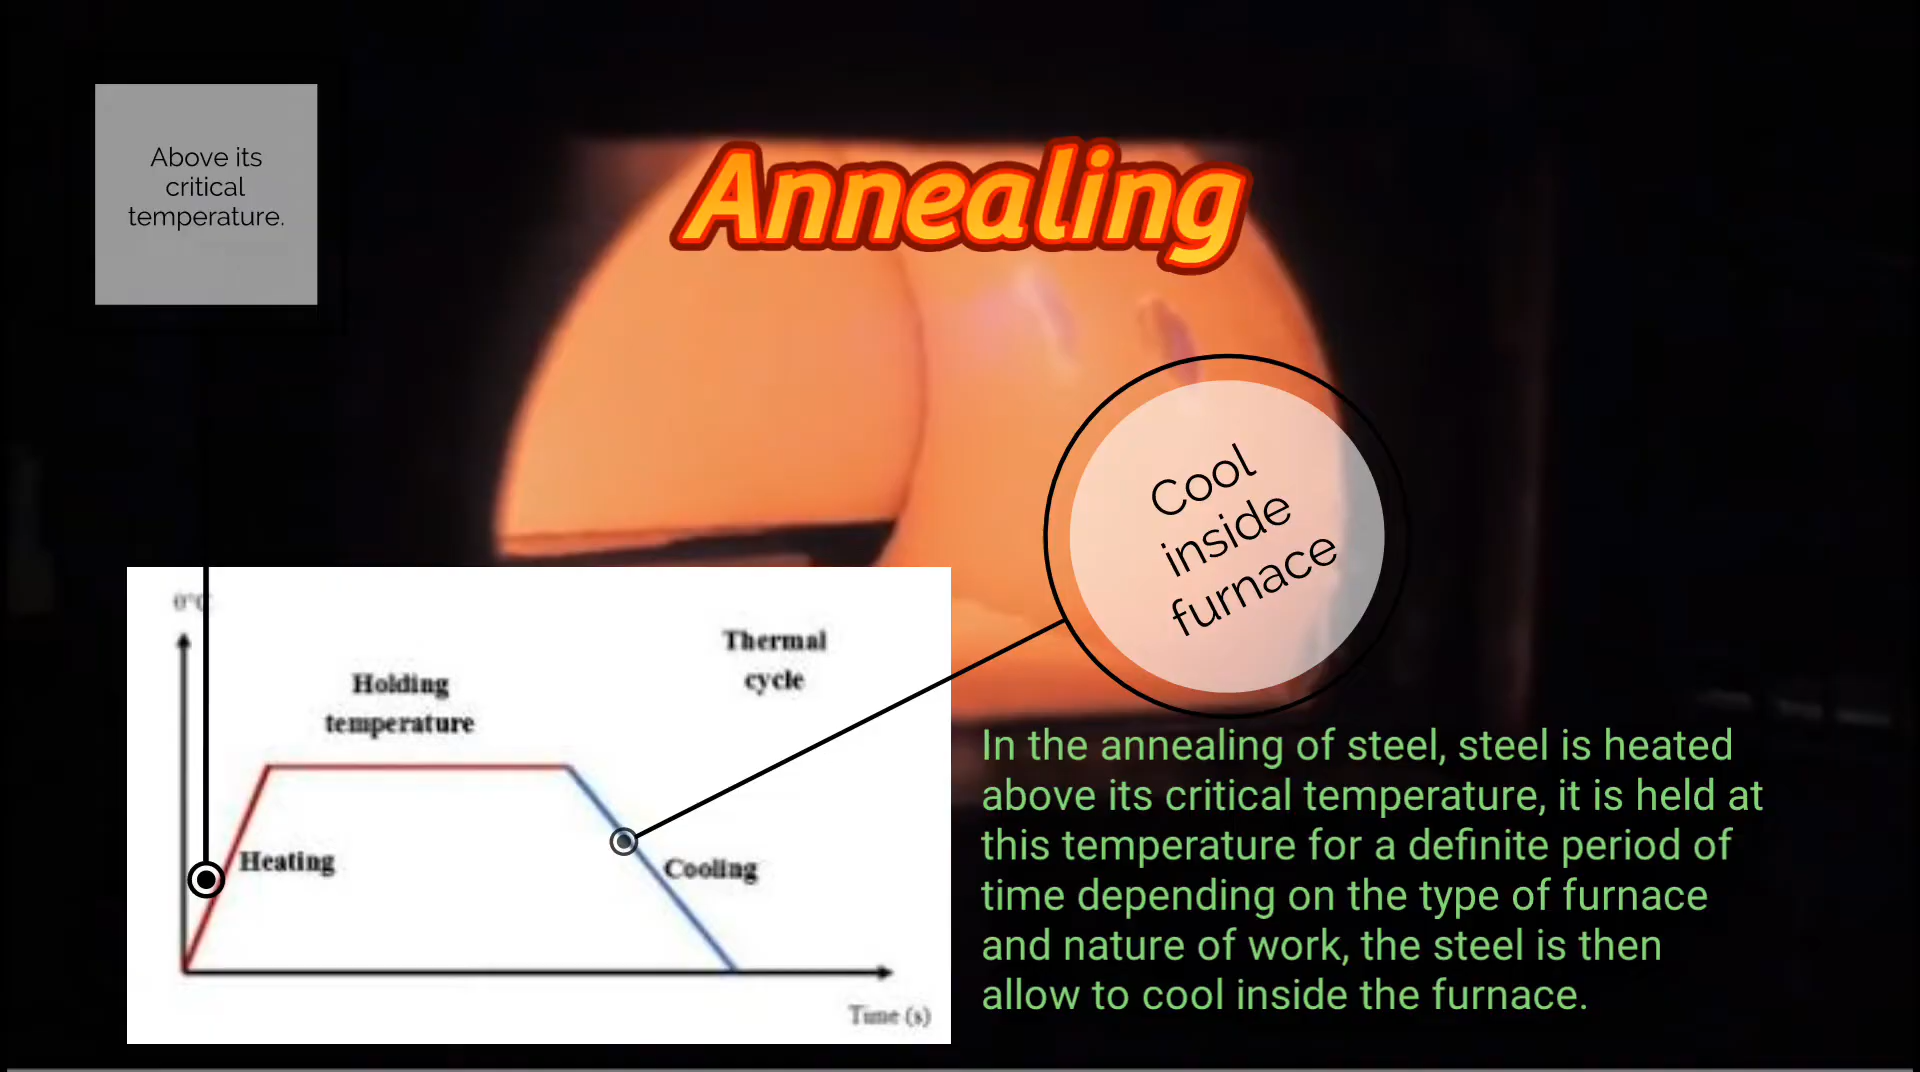 Above its
critical
temperature.
Annealing
Cool
inside
furnace
θ°C
Thermal
cycle
Holding
temperature
Heating
Cooling
Time (s)
In the annealing of steel, steel is heated
above its critical temperature, it is held at
this temperature for a definite period of
time depending on the type of furnace
and nature of work, the steel is then
allow to cool inside the furnace.